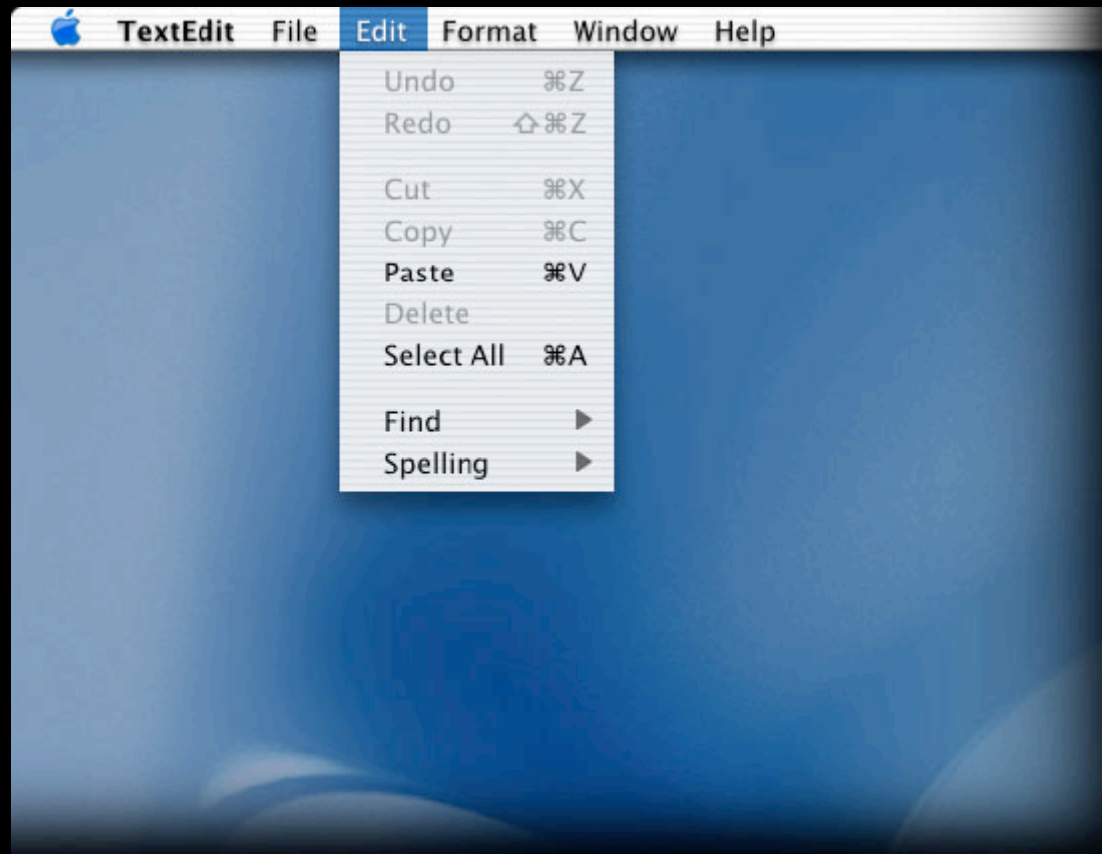 TextEdit File Edit Format Window Help
Undo ⌘Z
Redo ⇧⌘Z
Cut ⌘X
Copy ⌘C
Paste ⌘V
Delete
Select All ⌘A
Find
Spelling